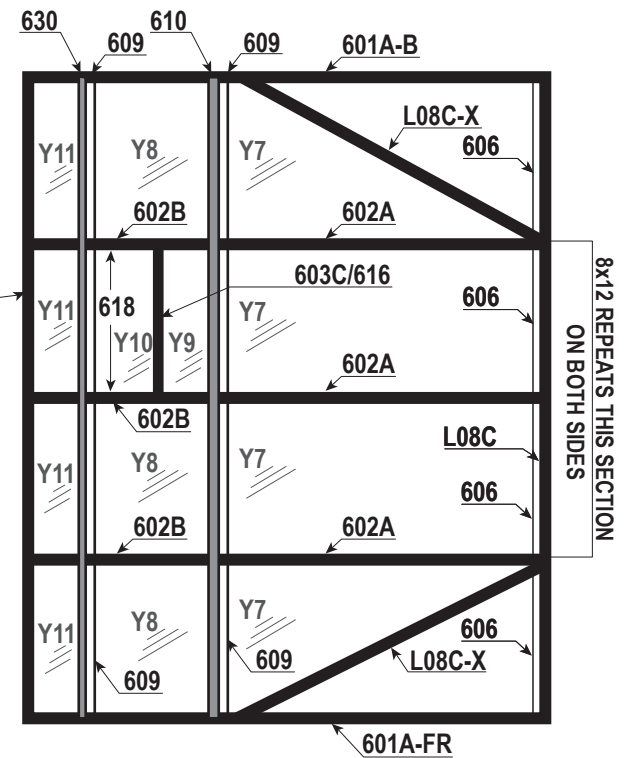 630
610
609
609
601A-B
L08C-X
Y11
Y8
Y7
606
602B
602A
603C/616
Y11
618
Y7
606
Y10
Y9
602A
602B
L08C
Y11
Y8
Y7
606
602B
602A
Y11
Y8
Y7
606
609
609
L08C-X
601A-FR
8x12 REPEATS THIS SECTION
ON BOTH SIDES